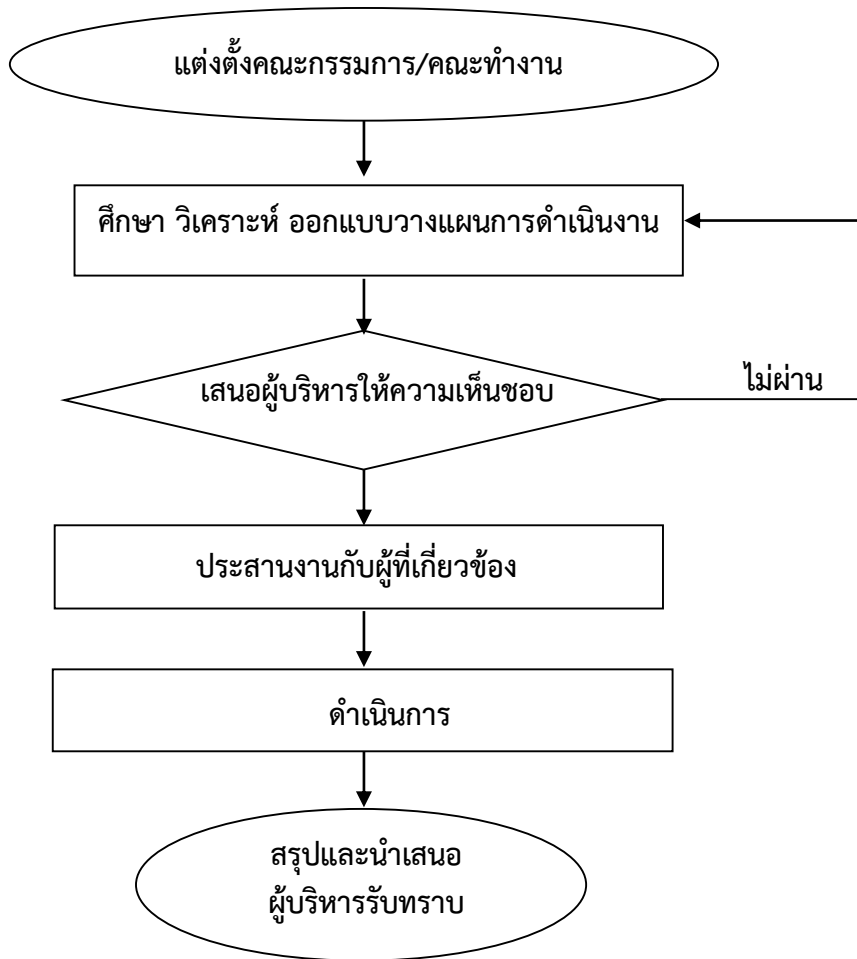 แต่งตั้งคณะกรรมการ/คณะทำงาน
ศึกษา วิเคราะห์ ออกแบบวางแผนการดำเนินงาน
เสนอผู้บริหารให้ความเห็นชอบ
ไม่ผ่าน
ประสานงานกับผู้ที่เกี่ยวข้อง
ดำเนินการ
สรุปและนำเสนอ
ผู้บริหารรับทราบ